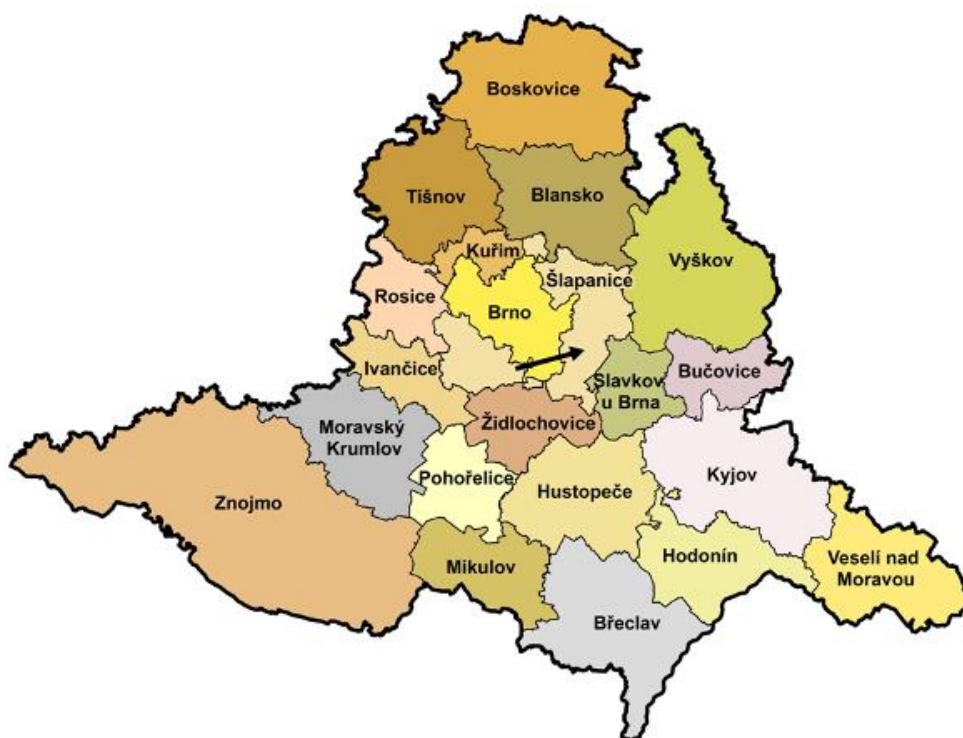 Boskovice
Tišnov
Blansko
Kuřim
Vyškov
Šlapanice
Rosice
Brno
Ivančice
Bučovice
Slavkov
u Brna
Židlochovice
Moravský
Krumlov
Pohořelice
Kyjov
Znojmo
Hustopeče
Hodonín
Veselí nad
Moravou
Mikulov
Břeclav